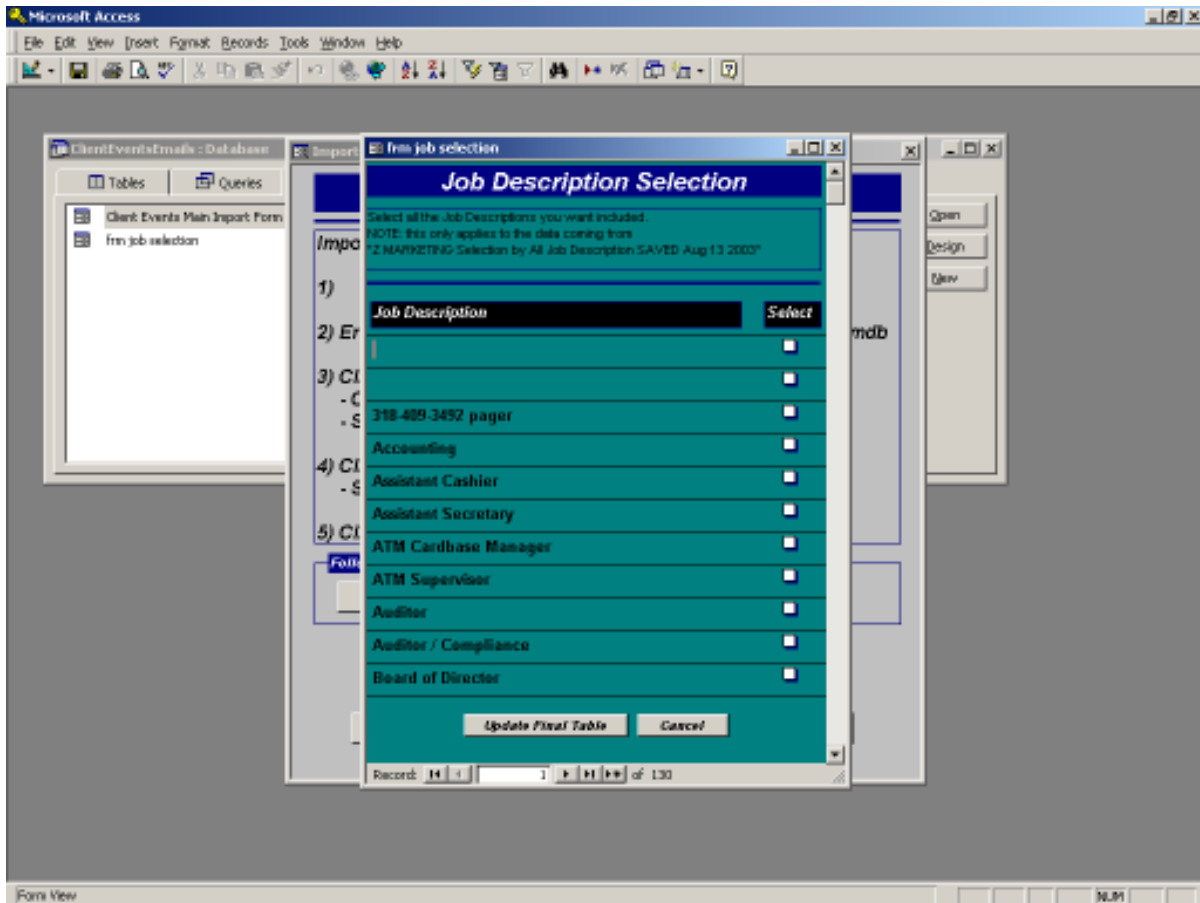 Microsoft Access
File Edit View Insert Format Records Tools Window Help
ClientEventsEmails : Database
Import
frm job selection
Tables
Queries
Client Events Main Import Form
frm job selection
Open
Design
New
Job Description Selection
Select all the Job Descriptions you want included.
NOTE: this only applies to the data coming from
"Z MARKETING Selection by All Job Description SAVED Aug 13 2003"
Impo
1)
2) Er
mdb
3) Cl
- C
- S
4) Cl
- S
5) Cl
Follo
Job Description
Select
318-409-3492 pager
Accounting
Assistant Cashier
Assistant Secretary
ATM Cardbase Manager
ATM Supervisor
Auditor
Auditor / Compliance
Board of Director
Update Final Table
Cancel
Record: 1 of 130
Form View
NUM